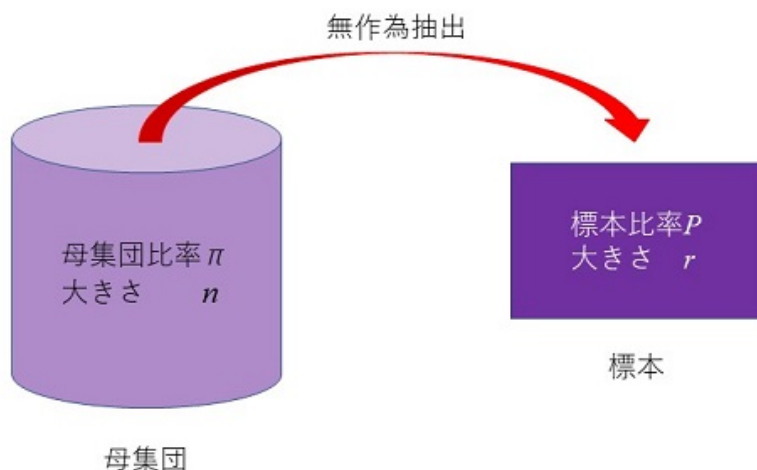 無作為抽出
母集団比率π
大きさ n
標本比率P
大きさ r
標本
母集団